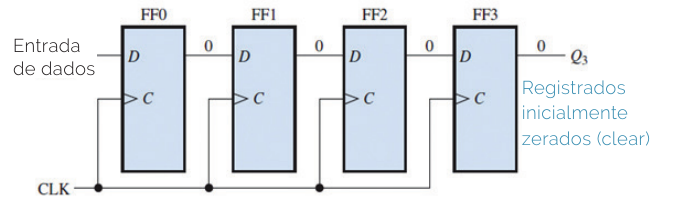 FF0 FF1 FF2 FF3
Entrada
de dados
D 0 D 0 D 0 D 0 Q3
C C C C
Registrados
inicialmente
zerados (clear)
CLK